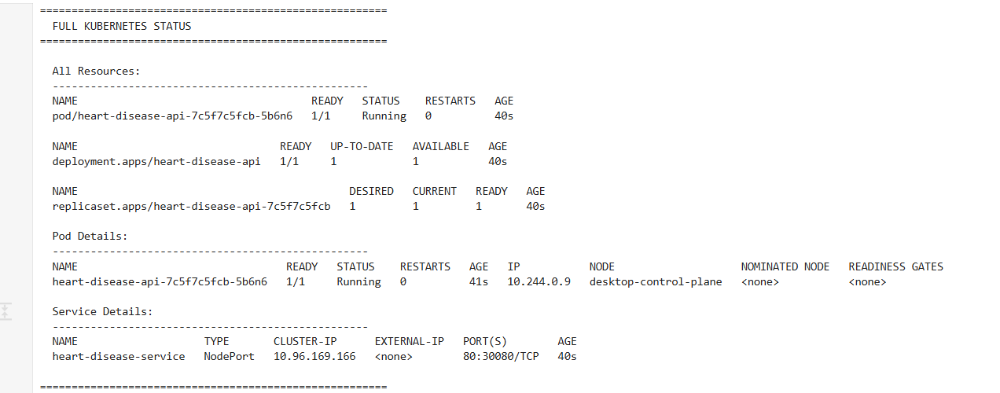 =======================================================
FULL KUBERNETES STATUS
=======================================================
All Resources:
--------------------------------------------------
NAME                                     READY   STATUS    RESTARTS   AGE
pod/heart-disease-api-7c5f7c5fcb-5b6n6   1/1     Running   0          40s
NAME                                READY   UP-TO-DATE   AVAILABLE   AGE
deployment.apps/heart-disease-api   1/1     1            1           40s
NAME                                           DESIRED   CURRENT   READY   AGE
replicaset.apps/heart-disease-api-7c5f7c5fcb   1         1         1       40s
Pod Details:
--------------------------------------------------
NAME                                 READY   STATUS    RESTARTS   AGE   IP           NODE                    NOMINATED NODE   READINESS GATES
heart-disease-api-7c5f7c5fcb-5b6n6   1/1     Running   0          41s   10.244.0.9   desktop-control-plane   <none>           <none>
Service Details:
--------------------------------------------------
NAME                    TYPE       CLUSTER-IP      EXTERNAL-IP   PORT(S)        AGE
heart-disease-service   NodePort   10.96.169.166   <none>        80:30080/TCP   40s
=======================================================